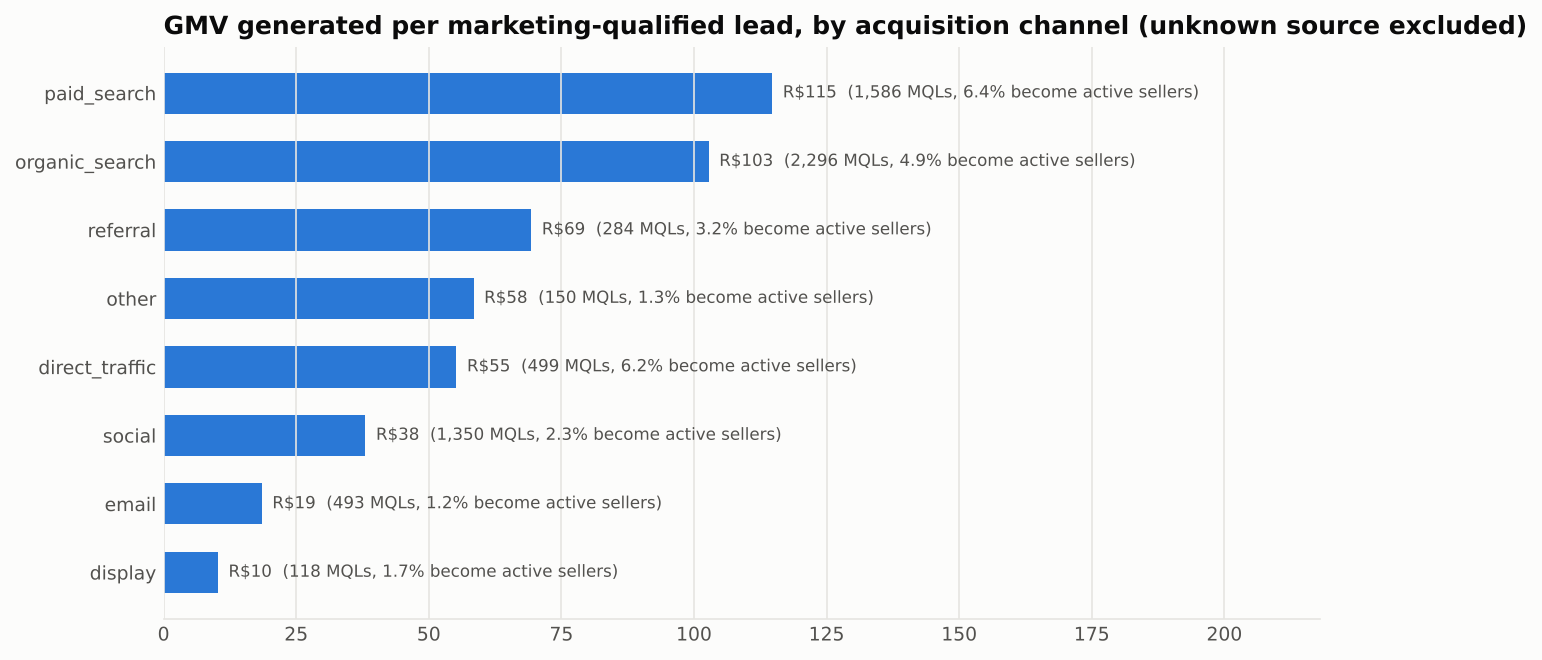 GMV generated per marketing-qualified lead, by acquisition channel (unknown source excluded)
paid_search R$115 (1,586 MQLs, 6.4% become active sellers)
organic_search R$103 (2,296 MQLs, 4.9% become active sellers)
referral R$69 (284 MQLs, 3.2% become active sellers)
other R$58 (150 MQLs, 1.3% become active sellers)
direct_traffic R$55 (499 MQLs, 6.2% become active sellers)
social R$38 (1,350 MQLs, 2.3% become active sellers)
email R$19 (493 MQLs, 1.2% become active sellers)
display R$10 (118 MQLs, 1.7% become active sellers)
0 25 50 75 100 125 150 175 200